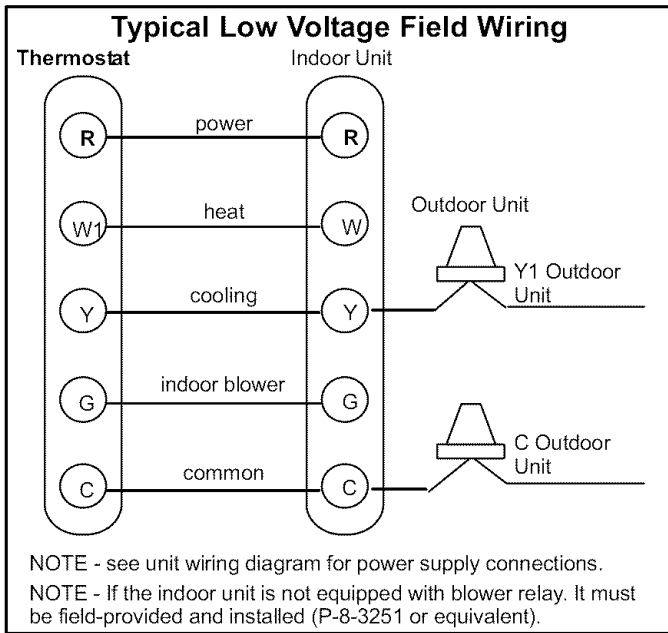 Typical Low Voltage Field Wiring
Thermostat
Indoor Unit
R
power
R
W1
heat
W
Outdoor Unit
Y
cooling
Y
Y1 Outdoor
Unit
G
indoor blower
G
C
common
C
C Outdoor
Unit
NOTE - see unit wiring diagram for power supply connections.
NOTE - If the indoor unit is not equipped with blower relay. It must
be field-provided and installed (P-8-3251 or equivalent).